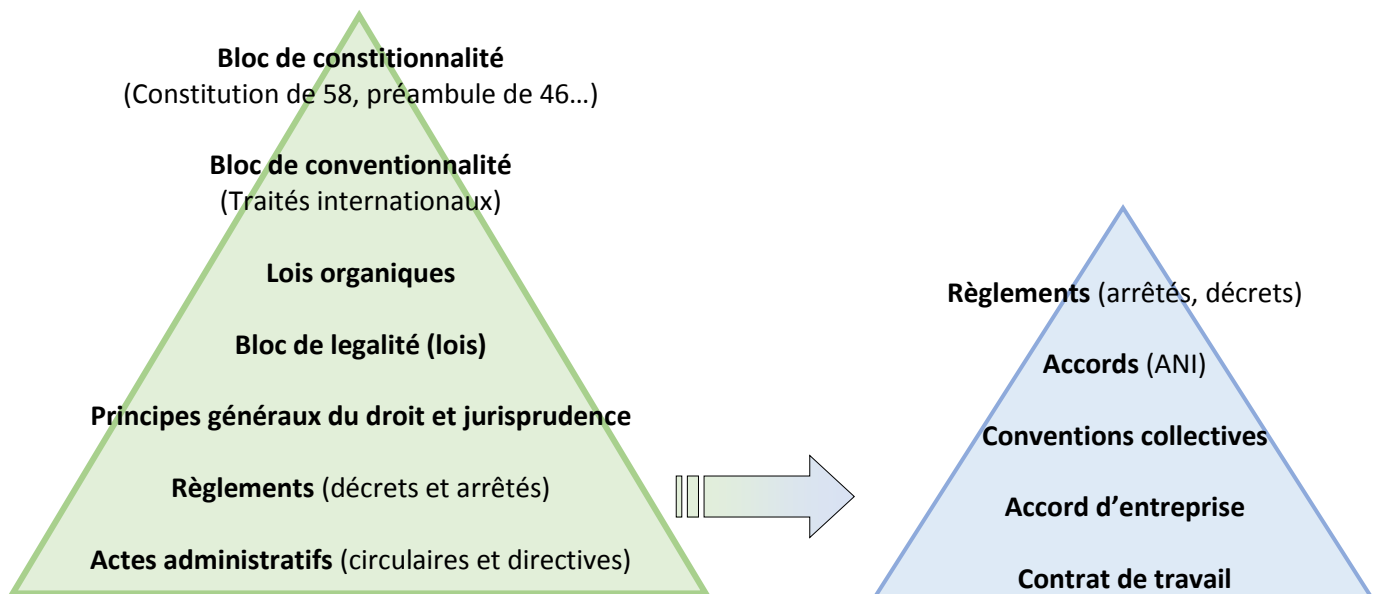 Bloc de constitionnalité
(Constitution de 58, préambule de 46…)
Bloc de conventionnalité
(Traités internationaux)
Lois organiques
Bloc de legalité (lois)
Principes généraux du droit et jurisprudence
Règlements (décrets et arrêtés)
Actes administratifs (circulaires et directives)
Règlements (arrêtés, décrets)
Accords (ANI)
Conventions collectives
Accord d’entreprise
Contrat de travail